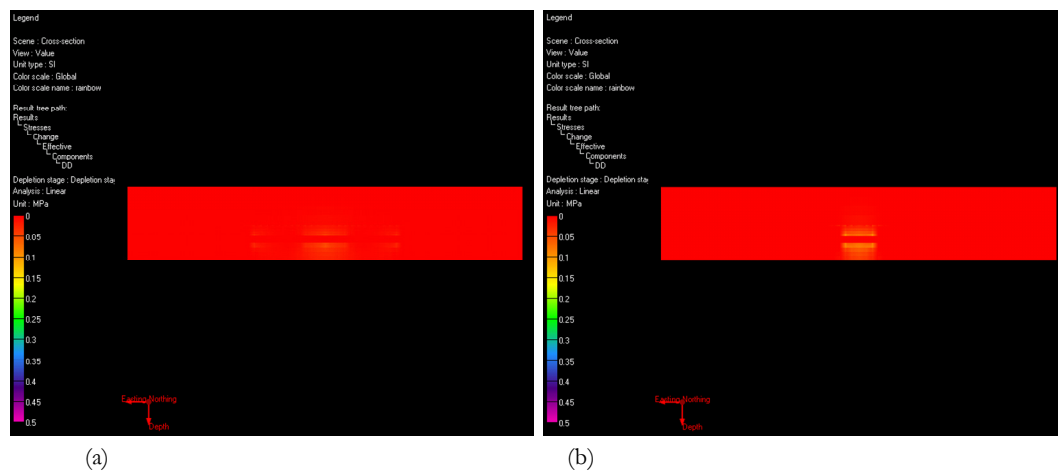 Legend
Scene : Cross-section
View : Value
Unit type : SI
Color scale : Global
Color scale name : rainbow
Result tree path:
Results
Stresses
Change
Effective
Components
DD
Depletion stage : Depletion sta
Analysis : Linear
Unit : MPa
0
0.05
0.1
0.15
0.2
0.25
0.3
0.35
0.4
0.45
0.5
Easting-Northing
Depth
(a)
Legend
Scene : Cross-section
View : Value
Unit type : SI
Color scale : Global
Color scale name : rainbow
Result tree path:
Results
Stresses
Change
Effective
Components
DD
Depletion stage : Depletion sta
Analysis : Linear
Unit : MPa
0
0.05
0.1
0.15
0.2
0.25
0.3
0.35
0.4
0.45
0.5
Easting-Northing
Depth
(b)